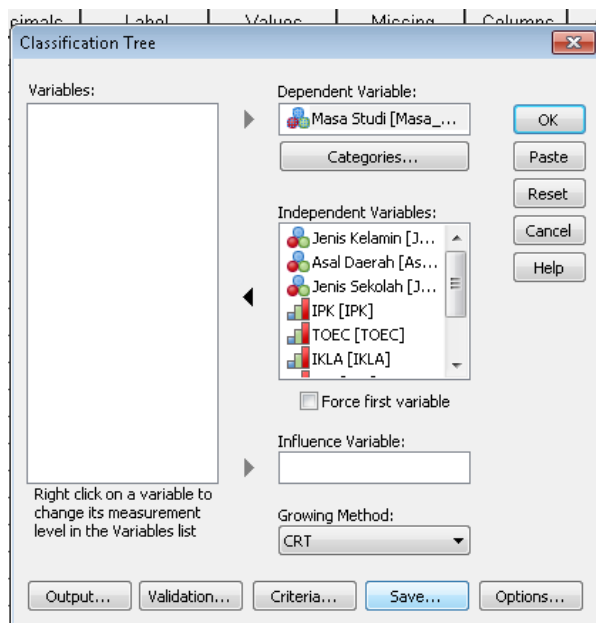 Label
Values
Missing
Columns
Classification Tree
Variables:
Dependent Variable:
Masa Studi [Masa_...
Categories...
Independent Variables:
Jenis Kelamin [J...
Asal Daerah [As...
Jenis Sekolah [J...
IPK [IPK]
TOEC [TOEC]
IKLA [IKLA]
Force first variable
Influence Variable:
Right click on a variable to
change its measurement
level in the Variables list
Growing Method:
CRT
OK
Paste
Reset
Cancel
Help
Output...
Validation...
Criteria...
Save...
Options...